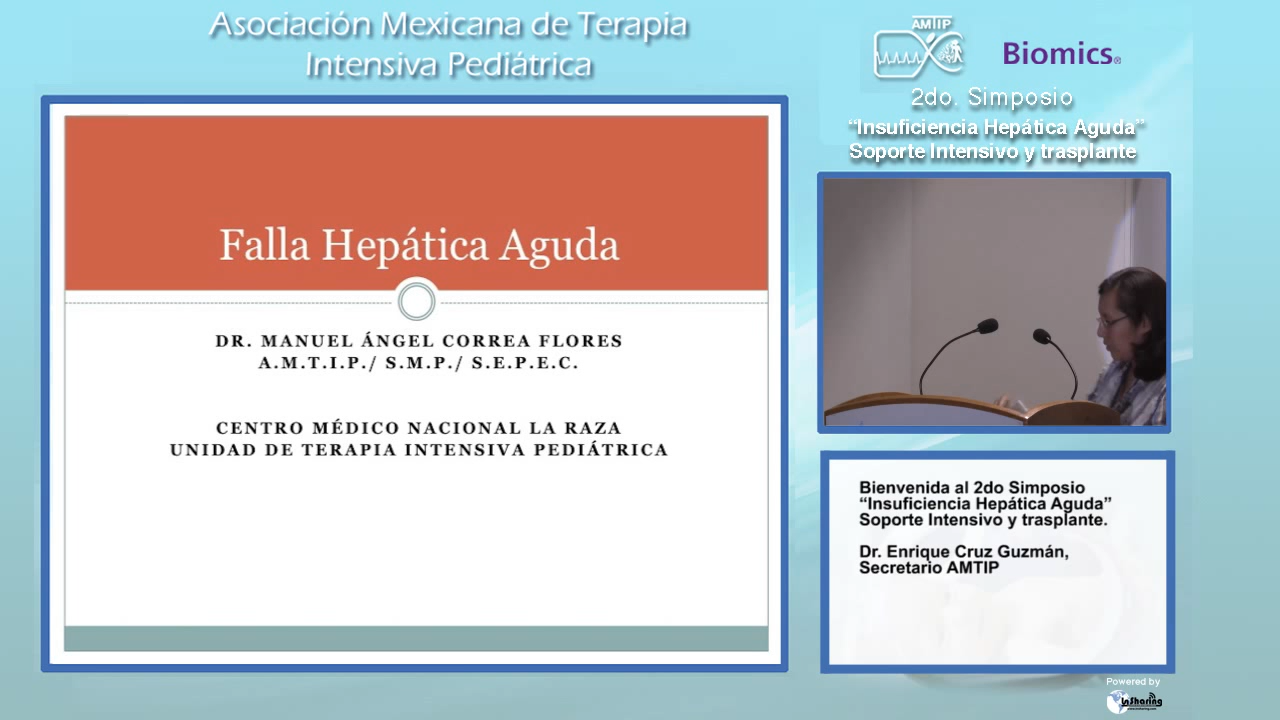 Asociación Mexicana de Terapia
Intensiva Pediátrica
AMTIP
Biomics®
2do. Simposio
“Insuficiencia Hepática Aguda”
Soporte Intensivo y trasplante
Falla Hepática Aguda
DR. MANUEL ÁNGEL CORREA FLORES
A.M.T.I.P./ S.M.P./ S.E.P.E.C.
CENTRO MÉDICO NACIONAL LA RAZA
UNIDAD DE TERAPIA INTENSIVA PEDIÁTRICA
Bienvenida al 2do Simposio
“Insuficiencia Hepática Aguda”
Soporte Intensivo y trasplante.
Dr. Enrique Cruz Guzmán,
Secretario AMTIP
Powered by
InSharing